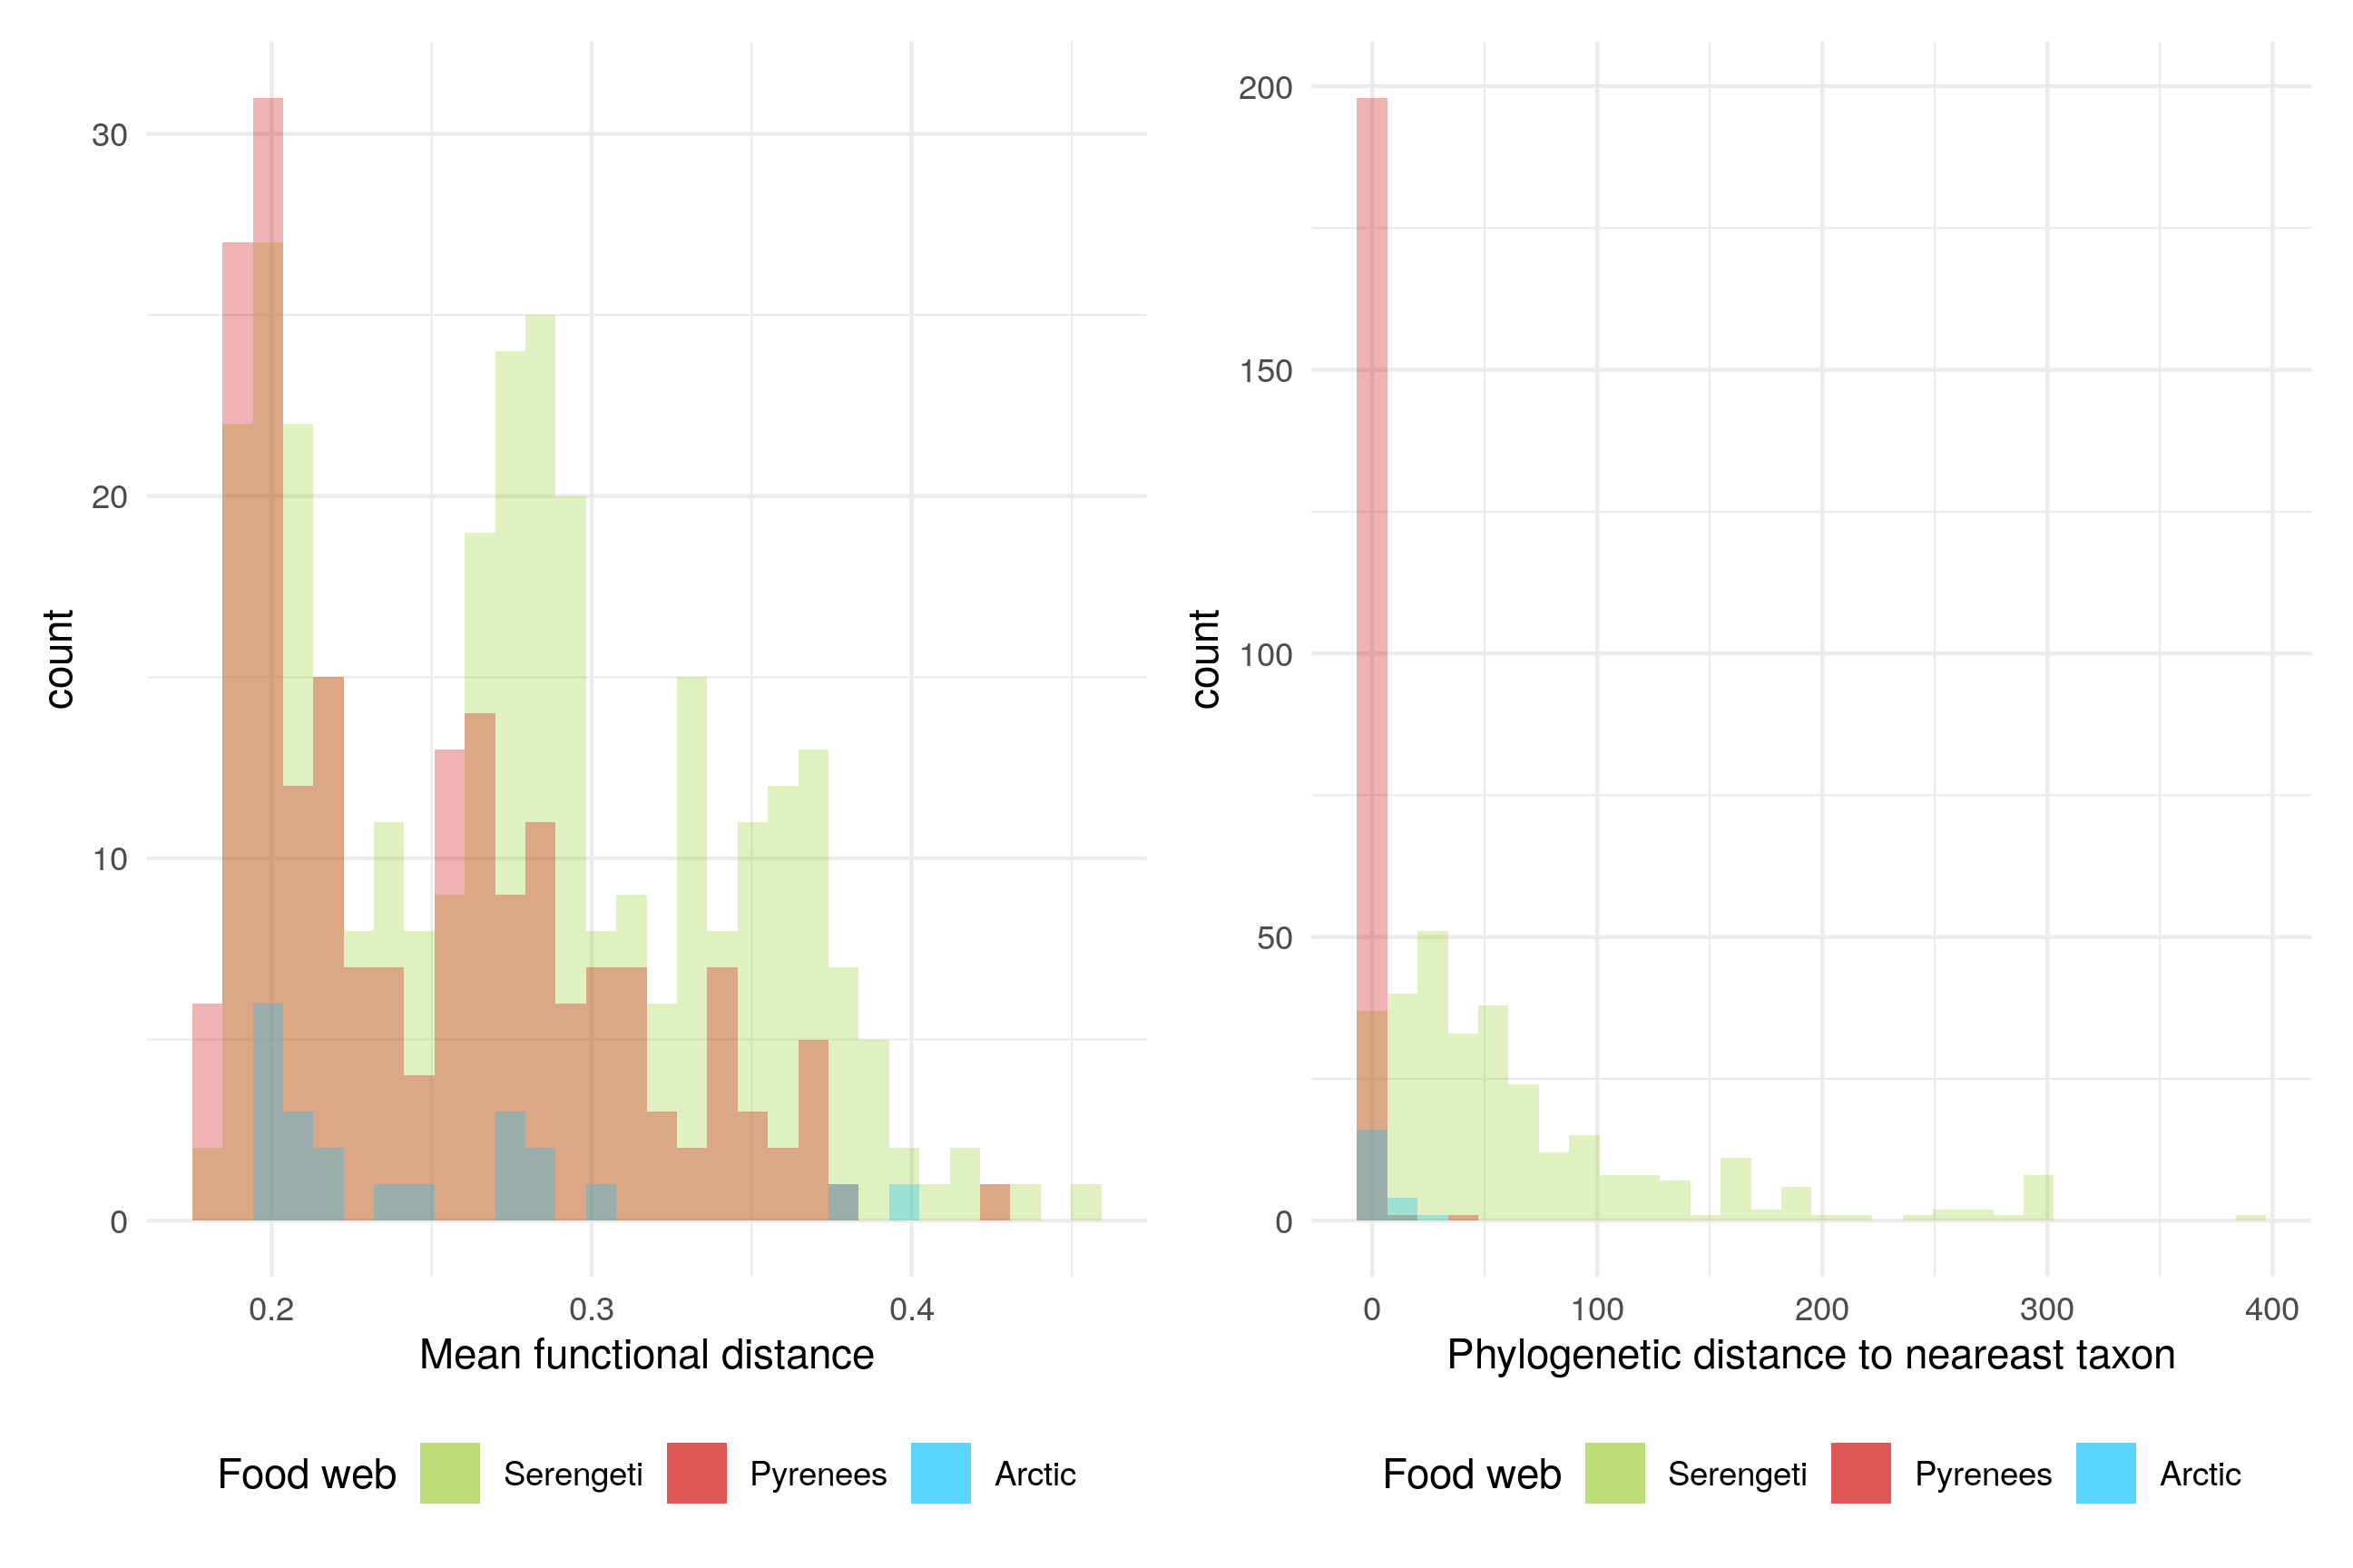 count
30
20
10
0
0.2 0.3 0.4
Mean functional distance
Food web Serengeti Pyrenees Arctic
count
200
150
100
50
0
0 100 200 300 400
Phylogenetic distance to neareast taxon
Food web Serengeti Pyrenees Arctic